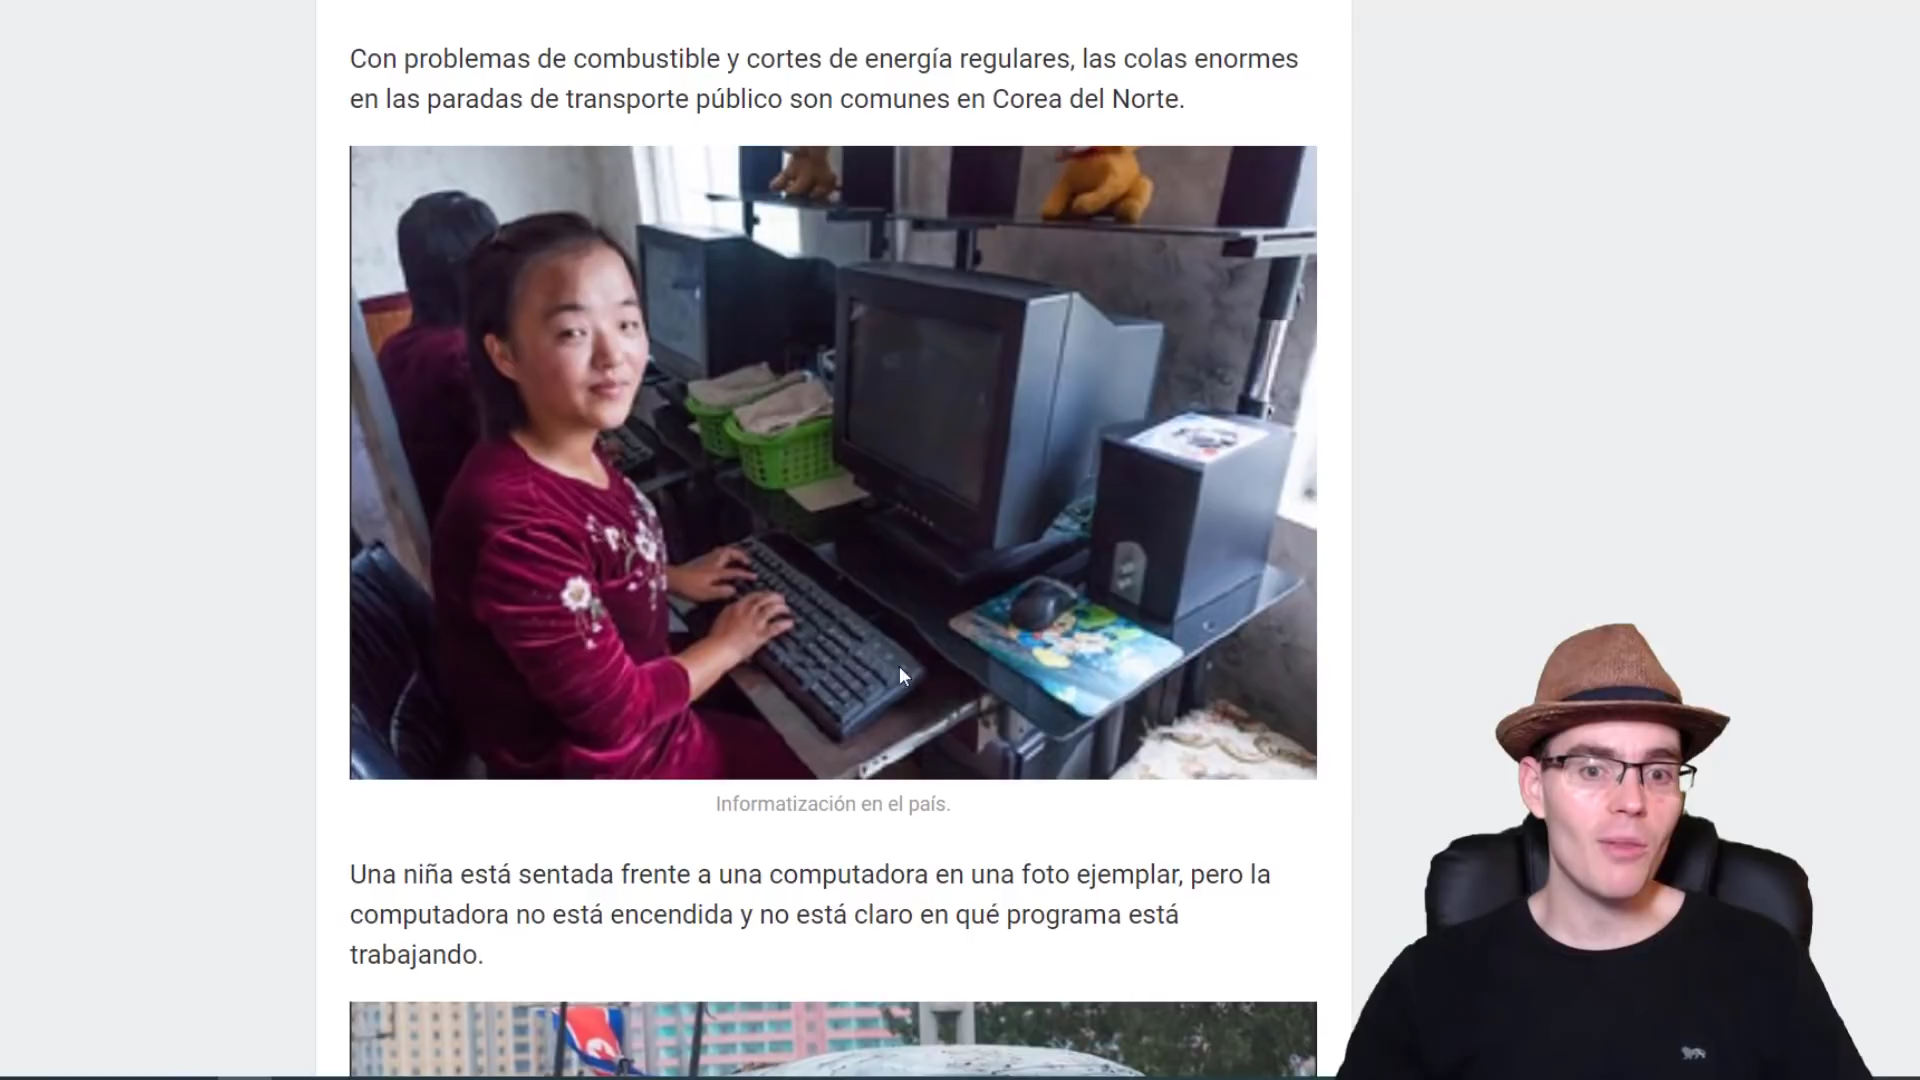 Con problemas de combustible y cortes de energía regulares, las colas enormes
en las paradas de transporte público son comunes en Corea del Norte.
Informatización en el país.
Una niña está sentada frente a una computadora en una foto ejemplar, pero la
computadora no está encendida y no está claro en qué programa está
trabajando.